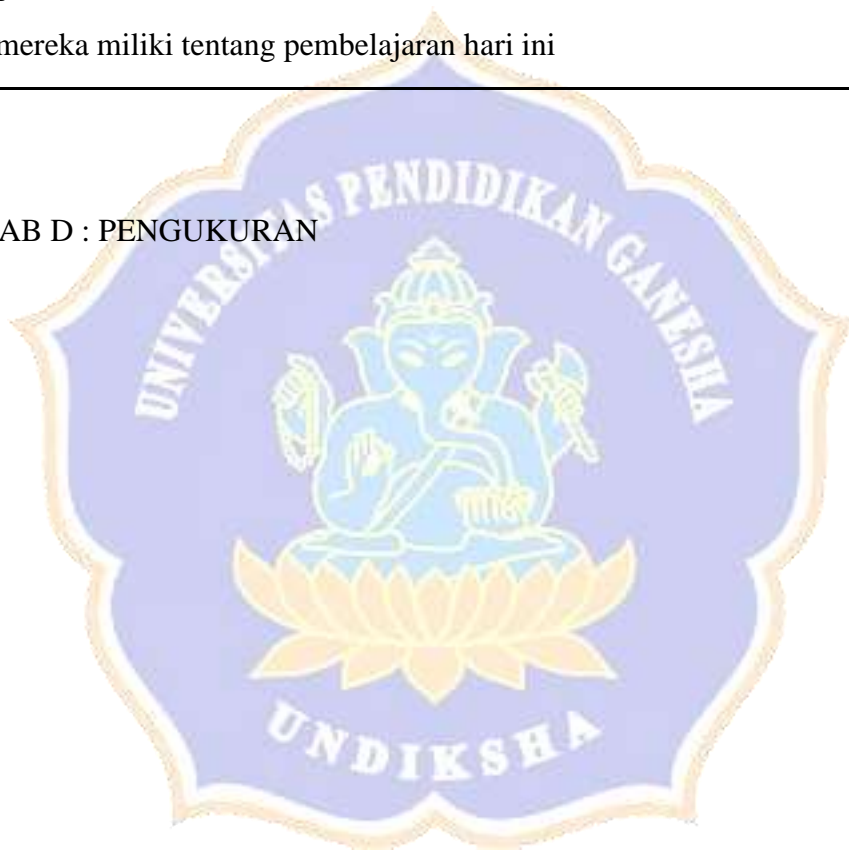 mereka miliki tentang pembelajaran hari ini
AB D : PENGUKURAN
UNIVERSITAS PENDIDIKAN GANESHA
UNDIKSHA